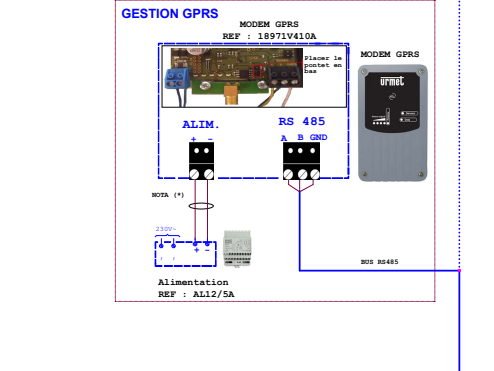 GESTION GPRS
MODEM GPRS
REF : 18971V410A
Placer le
pontet en
bas
MODEM GPRS
urmet
ALIM.
RS 485
+ -
A B GND
NOTA (*)
230V~
+ -
BUS RS485
Alimentation
REF : AL12/5A